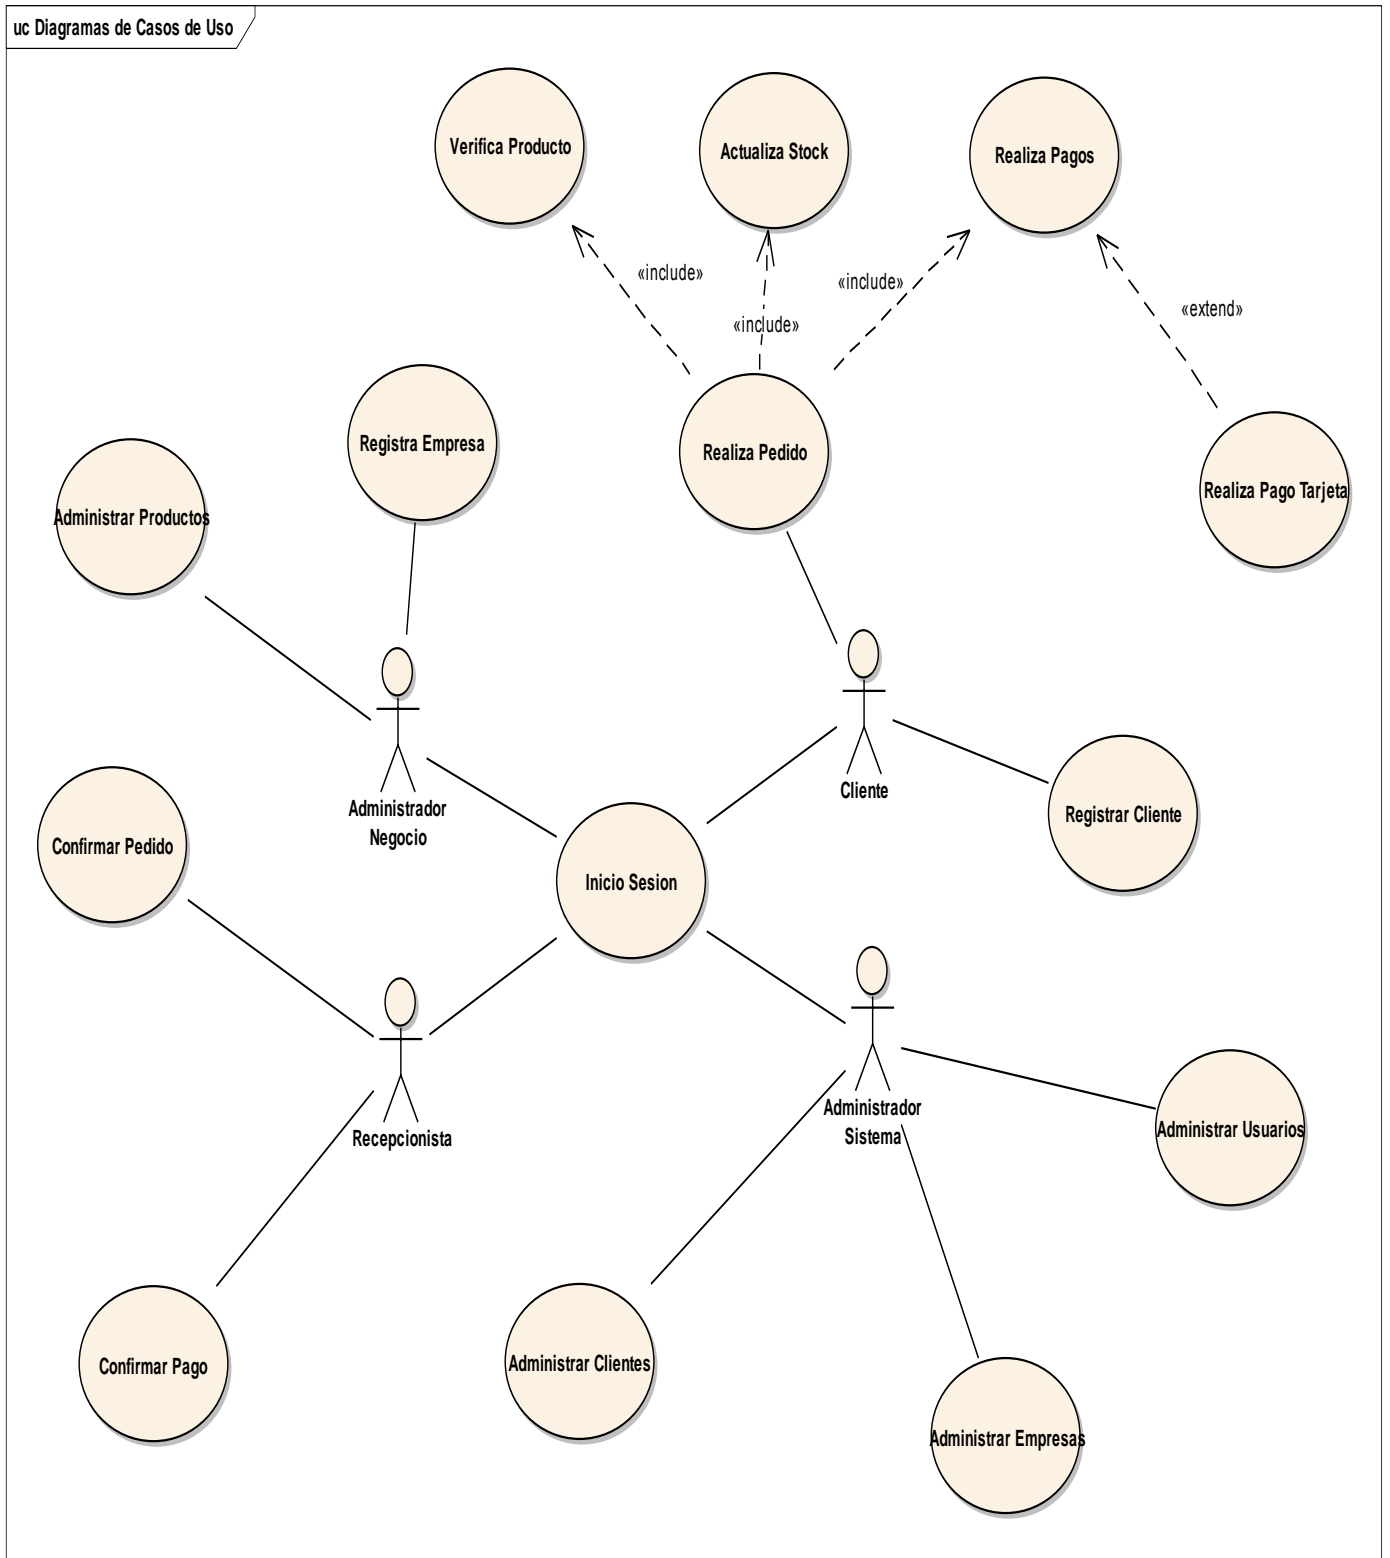 uc Diagramas de Casos de Uso
Verifica Producto
Actualiza Stock
Realiza Pagos
«include»
«include»
«include»
«extend»
Registra Empresa
Realiza Pedido
Administrar Productos
Realiza Pago Tarjeta
Cliente
Administrador
Negocio
Registrar Cliente
Confirmar Pedido
Inicio Sesion
Administrador
Sistema
Recepcionista
Administrar Usuarios
Administrar Clientes
Confirmar Pago
Administrar Empresas